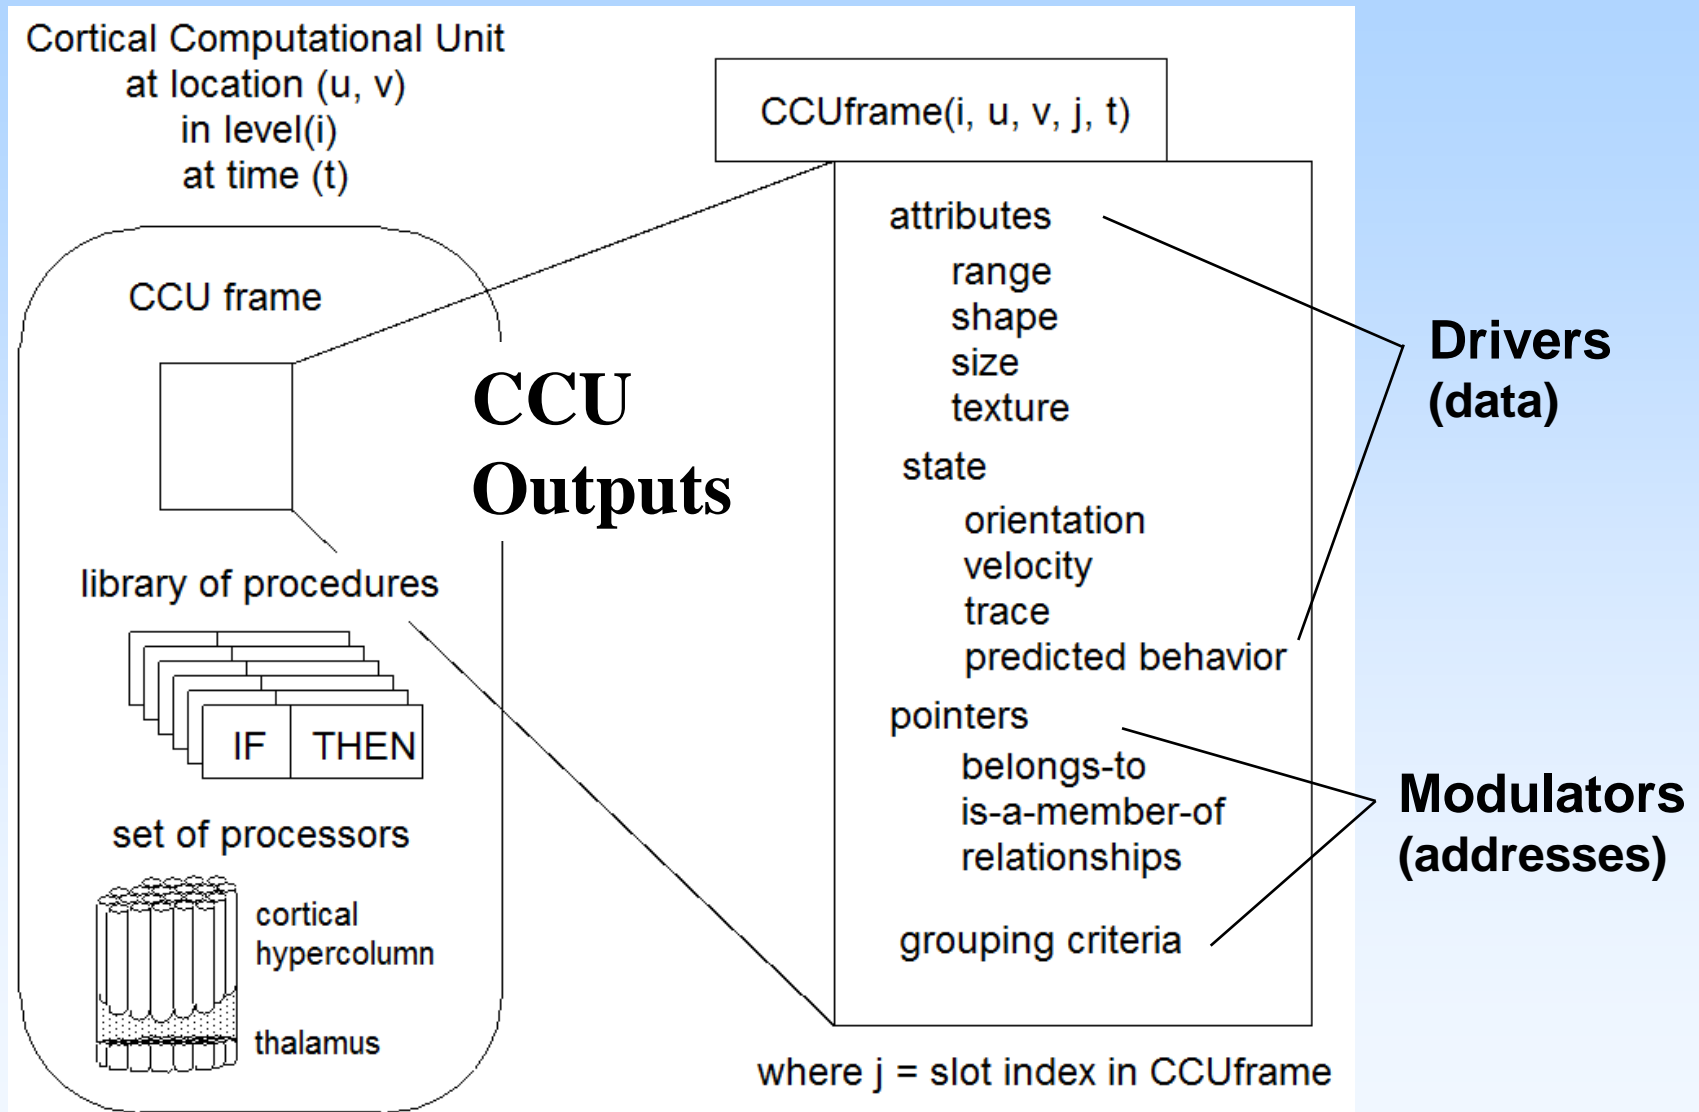 Cortical Computational Unit
at location (u, v)
in level(i)
at time (t)
CCU frame
library of procedures
IF THEN
set of processors
cortical
hypercolumn
thalamus
CCU
Outputs
CCUframe(i, u, v, j, t)
attributes
range
shape
size
texture
state
orientation
velocity
trace
predicted behavior
pointers
belongs-to
is-a-member-of
relationships
grouping criteria
where j = slot index in CCUframe
Drivers
(data)
Modulators
(addresses)